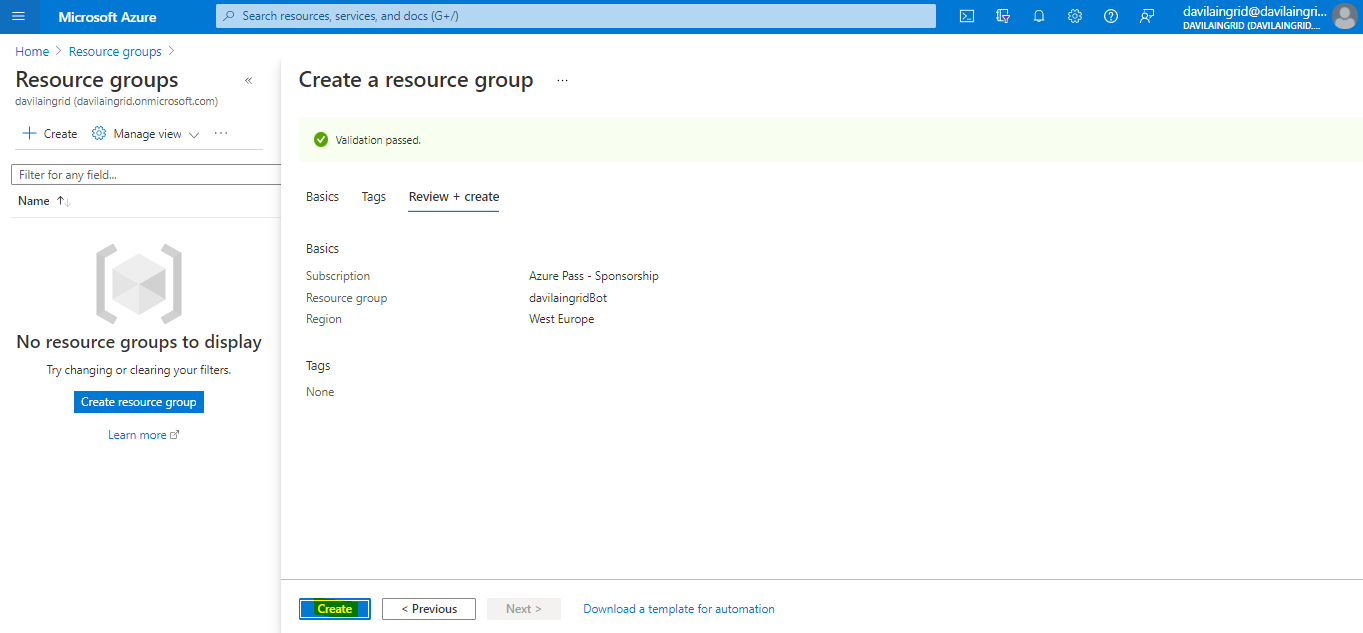 Microsoft Azure
Search resources, services, and docs (G+/)
davilaingrid@davilaingri...
DAVILAINGRID (DAVILAINGRID....
Home > Resource groups >
Resource groups «
davilaingrid (davilaingrid.onmicrosoft.com)
+ Create Manage view ...
Filter for any field...
Name ↑↓
No resource groups to display
Try changing or clearing your filters.
Create resource group
Learn more
Create a resource group ...
Validation passed.
Basics Tags Review + create
Basics
Subscription Azure Pass - Sponsorship
Resource group davilaingridBot
Region West Europe
Tags
None
Create < Previous Next > Download a template for automation